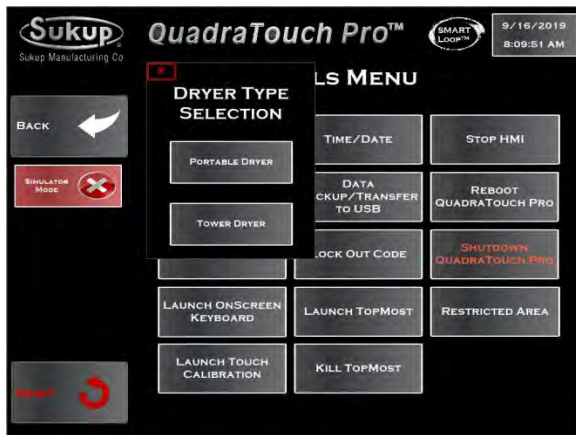 Sukup
Sukup Manufacturing Co
QuadraTouch Pro™
SMART
LOOP™
9/16/2019
8:09:51 AM
LS MENU
×
DRYER TYPE
SELECTION
PORTABLE DRYER
TOWER DRYER
BACK
SIMULATOR
MODE
TIME/DATE
STOP HMI
DATA
CKUP/TRANSFER
TO USB
REBOOT
QUADRATOUCH PRO
LOCK OUT CODE
SHUTDOWN
QUADRATOUCH PRO
LAUNCH ONSCREEN
KEYBOARD
LAUNCH TOPMOST
RESTRICTED AREA
LAUNCH TOUCH
CALIBRATION
KILL TOPMOST
RESET